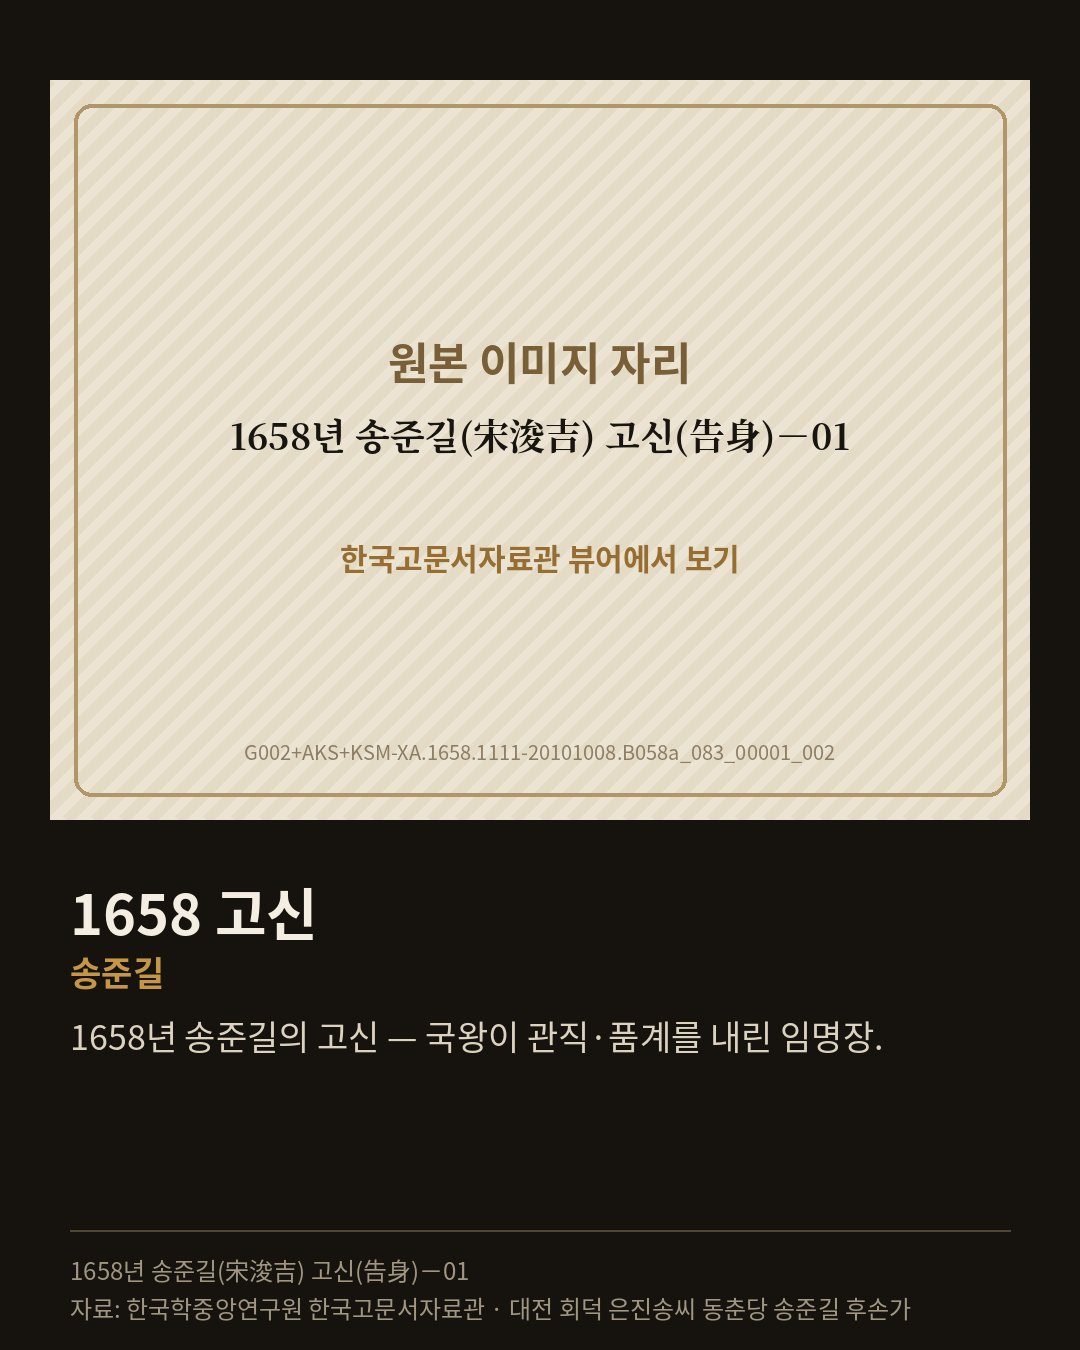 원본 이미지 자리
1658년 송준길(宋浚吉) 고신(告身)－01
한국고문서자료관 뷰어에서 보기
G002+AKS+KSM-XA.1658.1111-20101008.B058a_083_00001_002
1658 고신
송준길
1658년 송준길의 고신 — 국왕이 관직·품계를 내린 임명장.
1658년 송준길(宋浚吉) 고신(告身)－01
자료: 한국학중앙연구원 한국고문서자료관 · 대전 회덕 은진송씨 동춘당 송준길 후손가